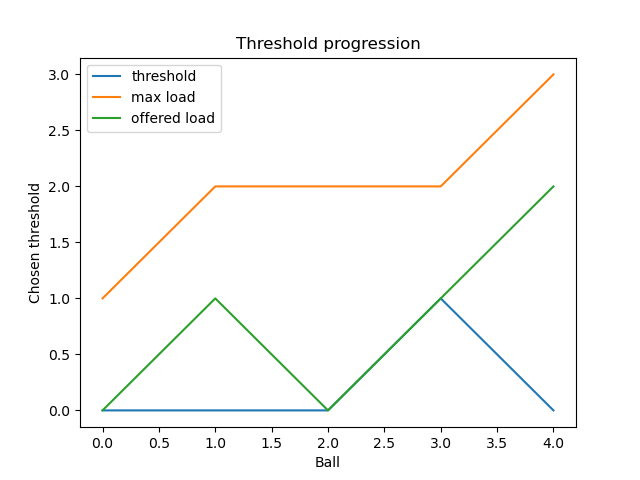 Threshold progression
threshold
max load
offered load
Chosen threshold
3.0
2.5
2.0
1.5
1.0
0.5
0.0
0.0 0.5 1.0 1.5 2.0 2.5 3.0 3.5 4.0
Ball